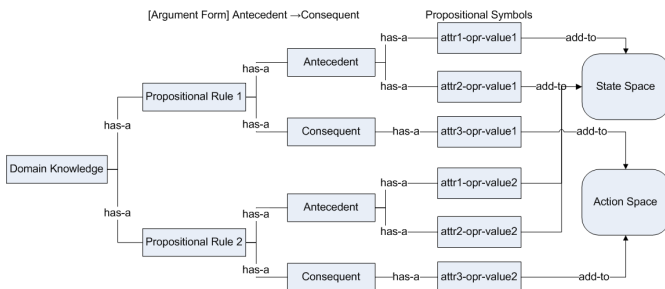 [Argument Form] Antecedent →Consequent
Propositional Symbols
has-a
attr1-opr-value1
add-to
Antecedent
has-a
Propositional Rule 1
has-a
attr2-opr-value1
add-to
State Space
has-a
has-a
Consequent
has-a
attr3-opr-value1
add-to
Domain Knowledge
has-a
attr1-opr-value2
has-a
Antecedent
Action Space
has-a
has-a
attr2-opr-value2
Propositional Rule 2
has-a
Consequent
has-a
attr3-opr-value2
add-to